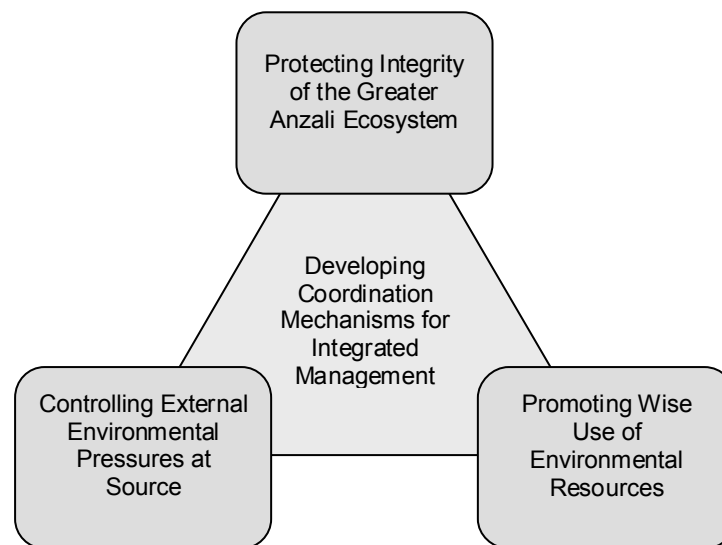 Protecting Integrity
of the Greater
Anzali Ecosystem
Developing
Coordination
Mechanisms for
Integrated
Management
Controlling External
Environmental
Pressures at
Source
Promoting Wise
Use of
Environmental
Resources